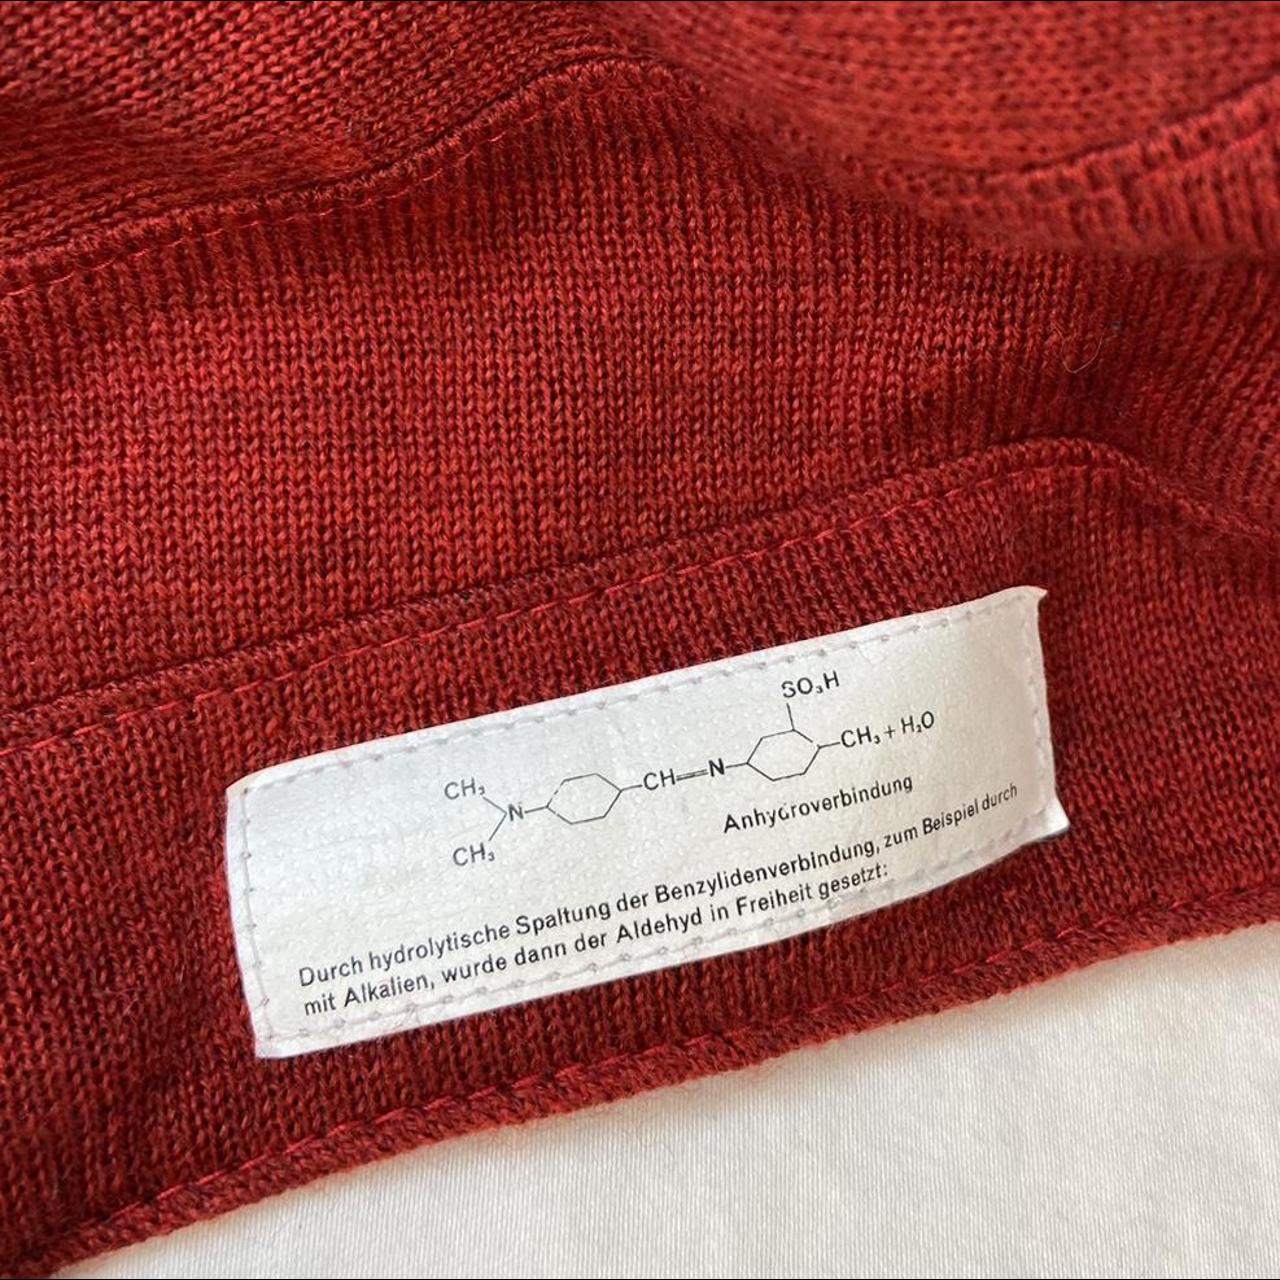 SO₃H
CH₃
N
CH=N
CH₃ + H₂O
CH₃
Anhydroverbindung
Durch hydrolytische Spaltung der Benzylidenverbindung, zum Beispiel durch
mit Alkalien, wurde dann der Aldehyd in Freiheit gesetzt: